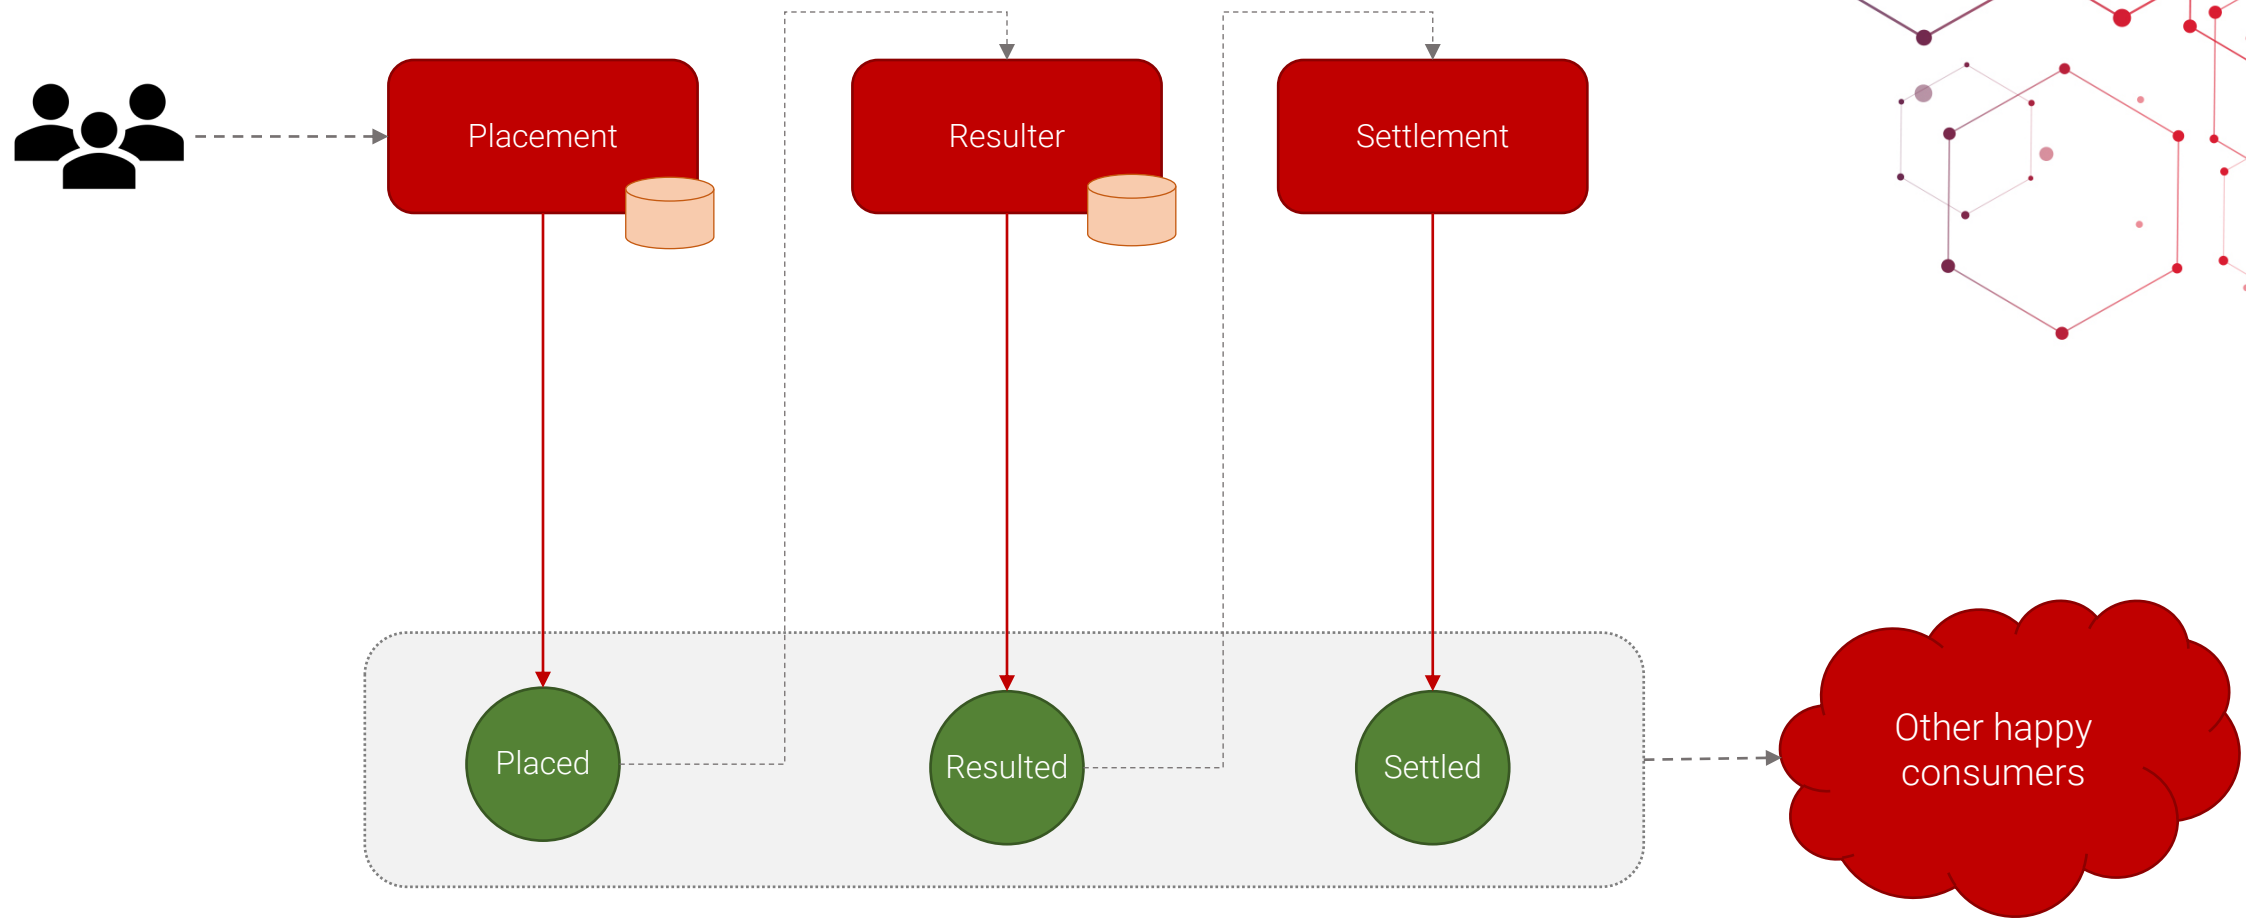 Placement
Resulter
Settlement
Placed
Resulted
Settled
Other happy
consumers